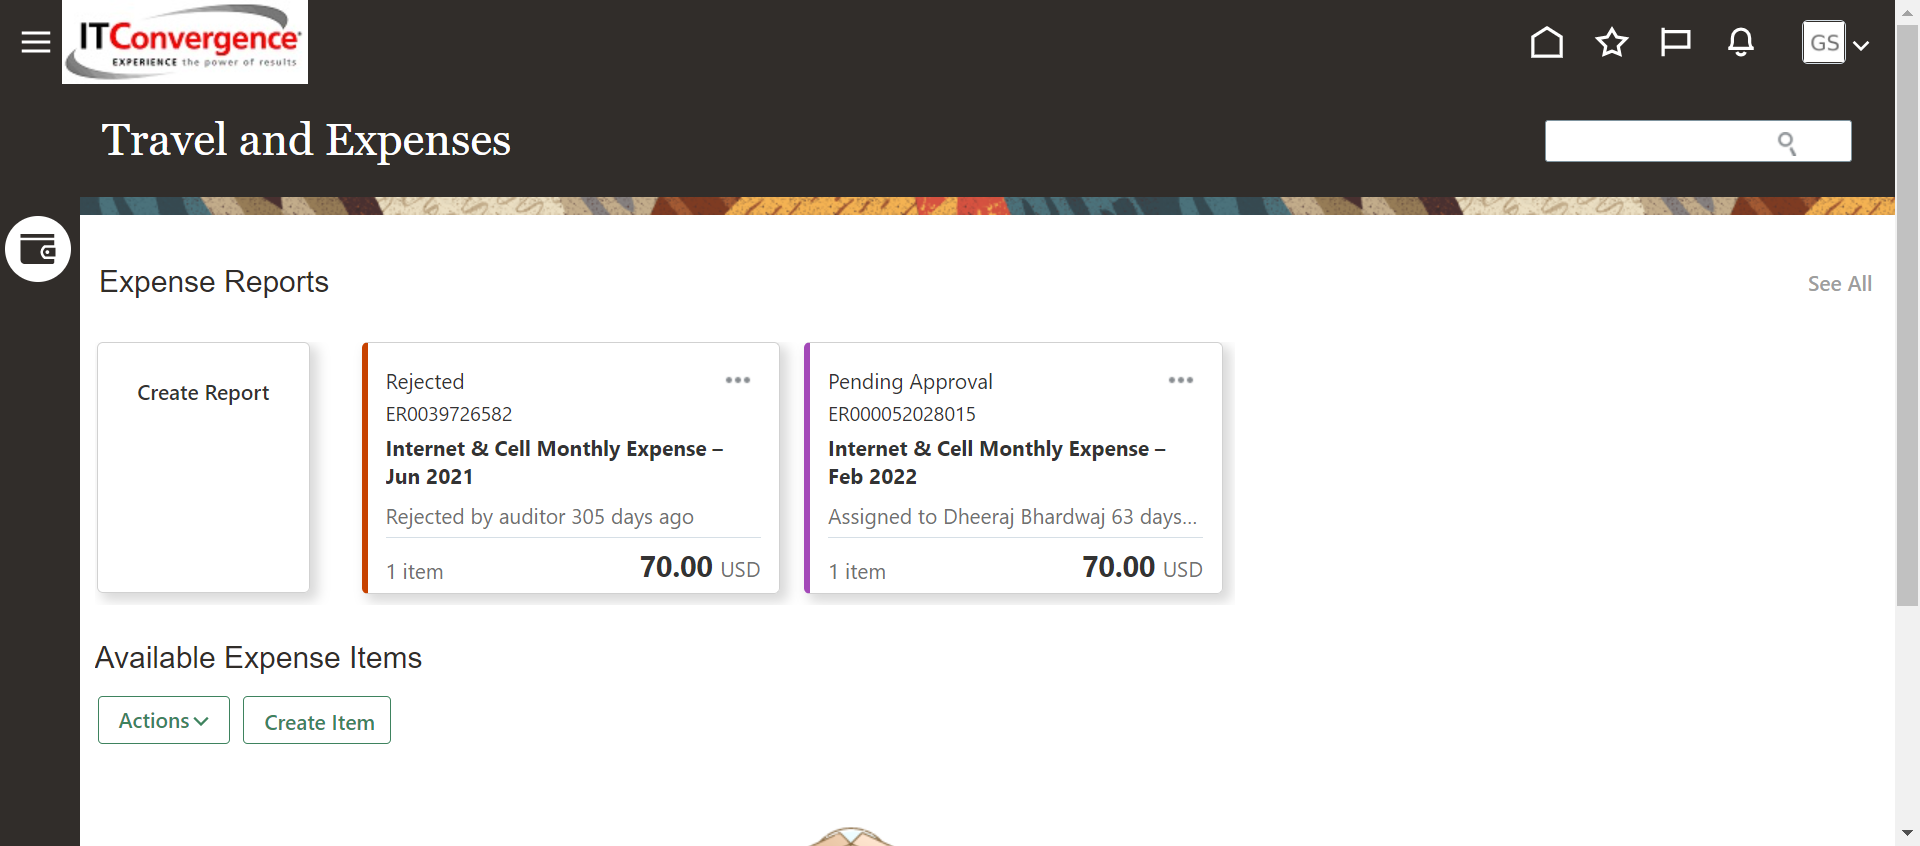 ITConvergence
EXPERIENCE the power of results
GS
Travel and Expenses
Expense Reports
See All
Create Report
Rejected
ER0039726582
Internet & Cell Monthly Expense –
Jun 2021
Rejected by auditor 305 days ago
1 item
70.00 USD
Pending Approval
ER000052028015
Internet & Cell Monthly Expense –
Feb 2022
Assigned to Dheeraj Bhardwaj 63 days...
1 item
70.00 USD
Available Expense Items
Actions
Create Item